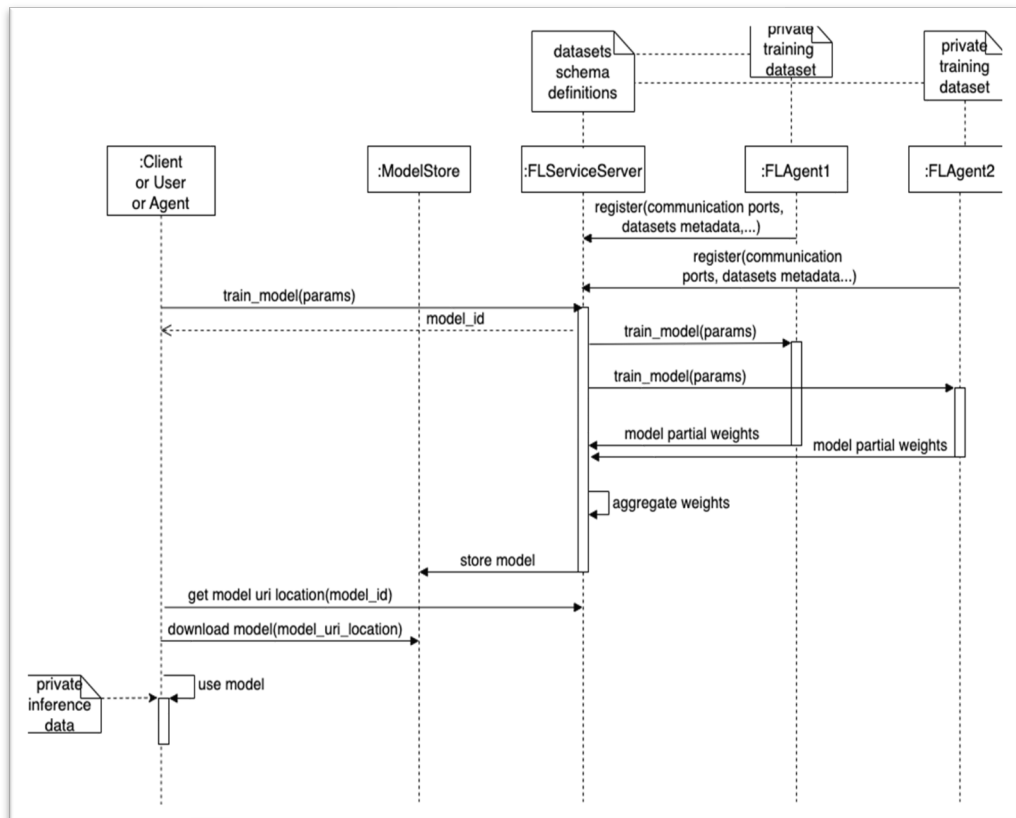 datasets
schema
definitions
private
training
dataset
private
training
dataset
:Client
or User
or Agent
:ModelStore
:FLServiceServer
:FLAgent1
:FLAgent2
register(communication ports,
datasets metadata,...)
register(communication
ports, datasets metadata...)
train_model(params)
model_id
train_model(params)
train_model(params)
model partial weights
model partial weights
aggregate weights
store model
get model uri location(model_id)
download model(model_uri_location)
use model
private
inference
data